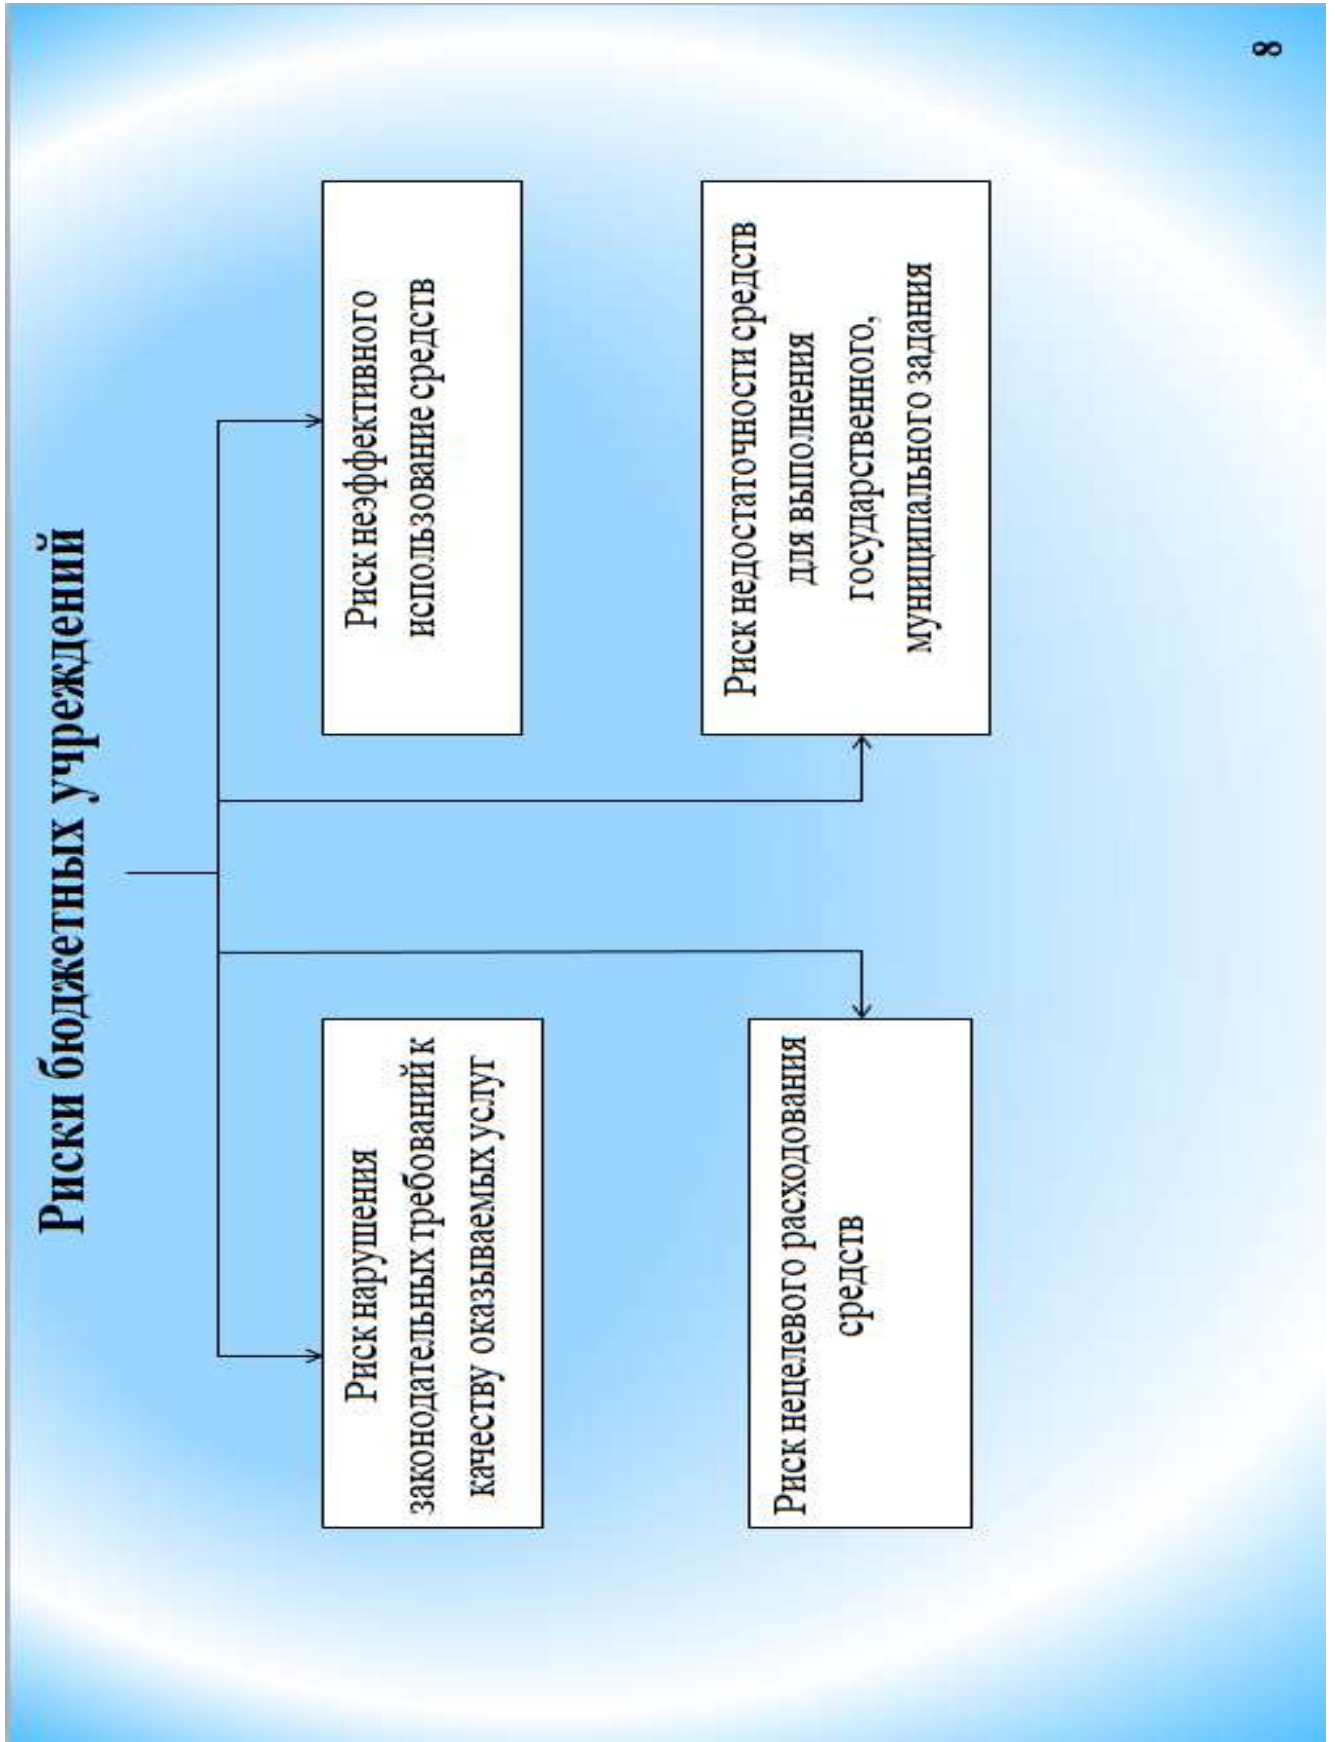 Риски бюджетных учреждений
Риск нарушения
законодательных требований к
качеству оказываемых услуг
Риск неэффективного
использование средств
Риск нецелевого расходования
средств
Риск недостаточности средств
для выполнения
государственного,
муниципального задания
8